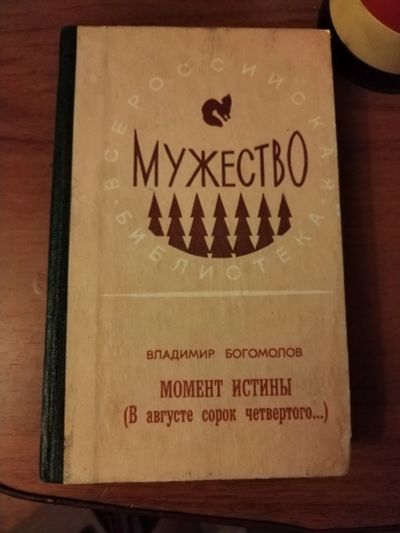 ВСЕРОССИЙСКАЯ
МУЖЕСТВО
·БИБЛИОТЕКА·
ВЛАДИМИР БОГОМОЛОВ
МОМЕНТ ИСТИНЫ
(В августе сорок четвертого...)